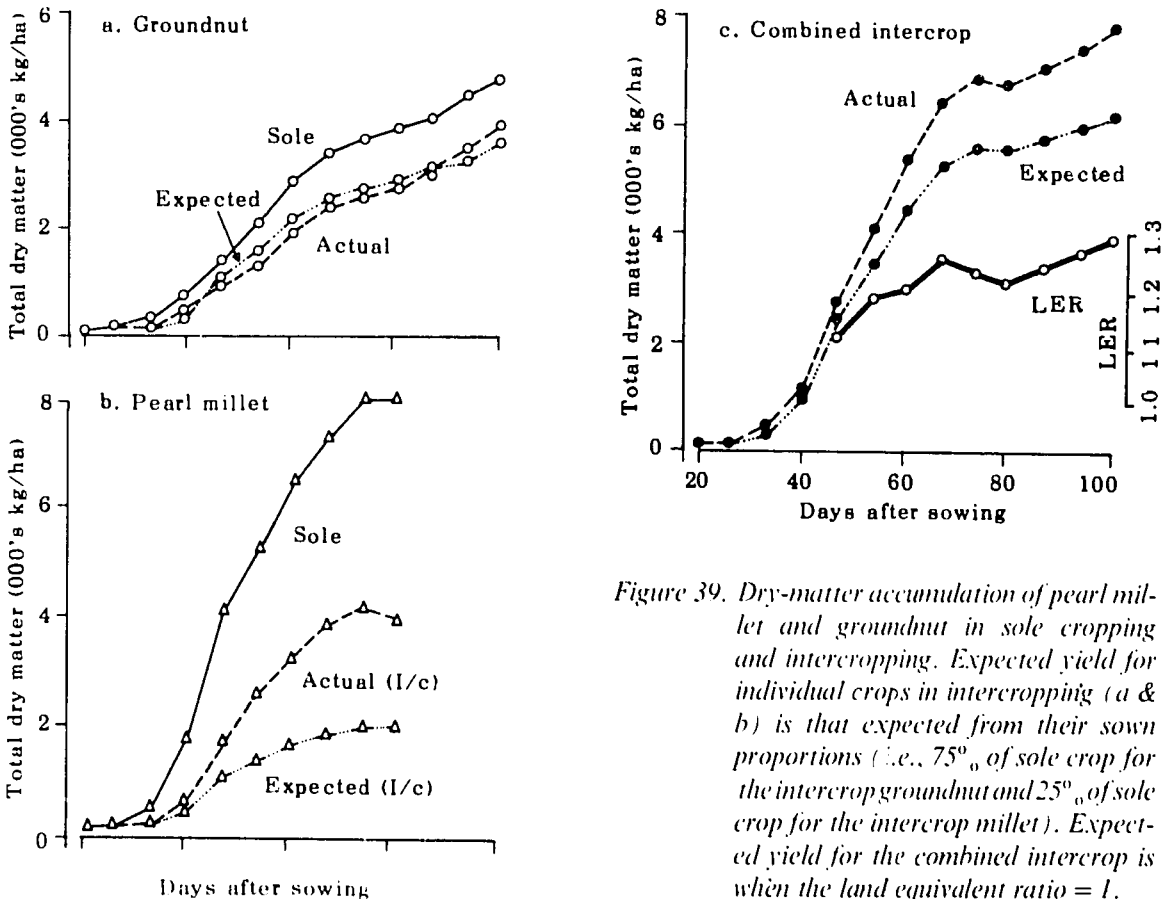 a. Groundnut
Total dry matter (000's kg/ha)
6
4
2
0
Sole
Expected
Actual
b. Pearl millet
Total dry matter (000's kg/ha)
8
6
4
2
0
Sole
Actual (I/c)
Expected (I/c)
Days after sowing
c. Combined intercrop
Total dry matter (000's kg/ha)
8
6
4
2
0
Actual
Expected
LER
LER
1.3
1.2
11
1.0
20 40 60 80 100
Days after sowing
Figure 39. Dry-matter accumulation of pearl mil-
let and groundnut in sole cropping
and intercropping. Expected yield for
individual crops in intercropping (a &
b) is that expected from their sown
proportions (i.e., 75% of sole crop for
the intercrop groundnut and 25% of sole
crop for the intercrop millet). Expect-
ed yield for the combined intercrop is
when the land equivalent ratio = 1.